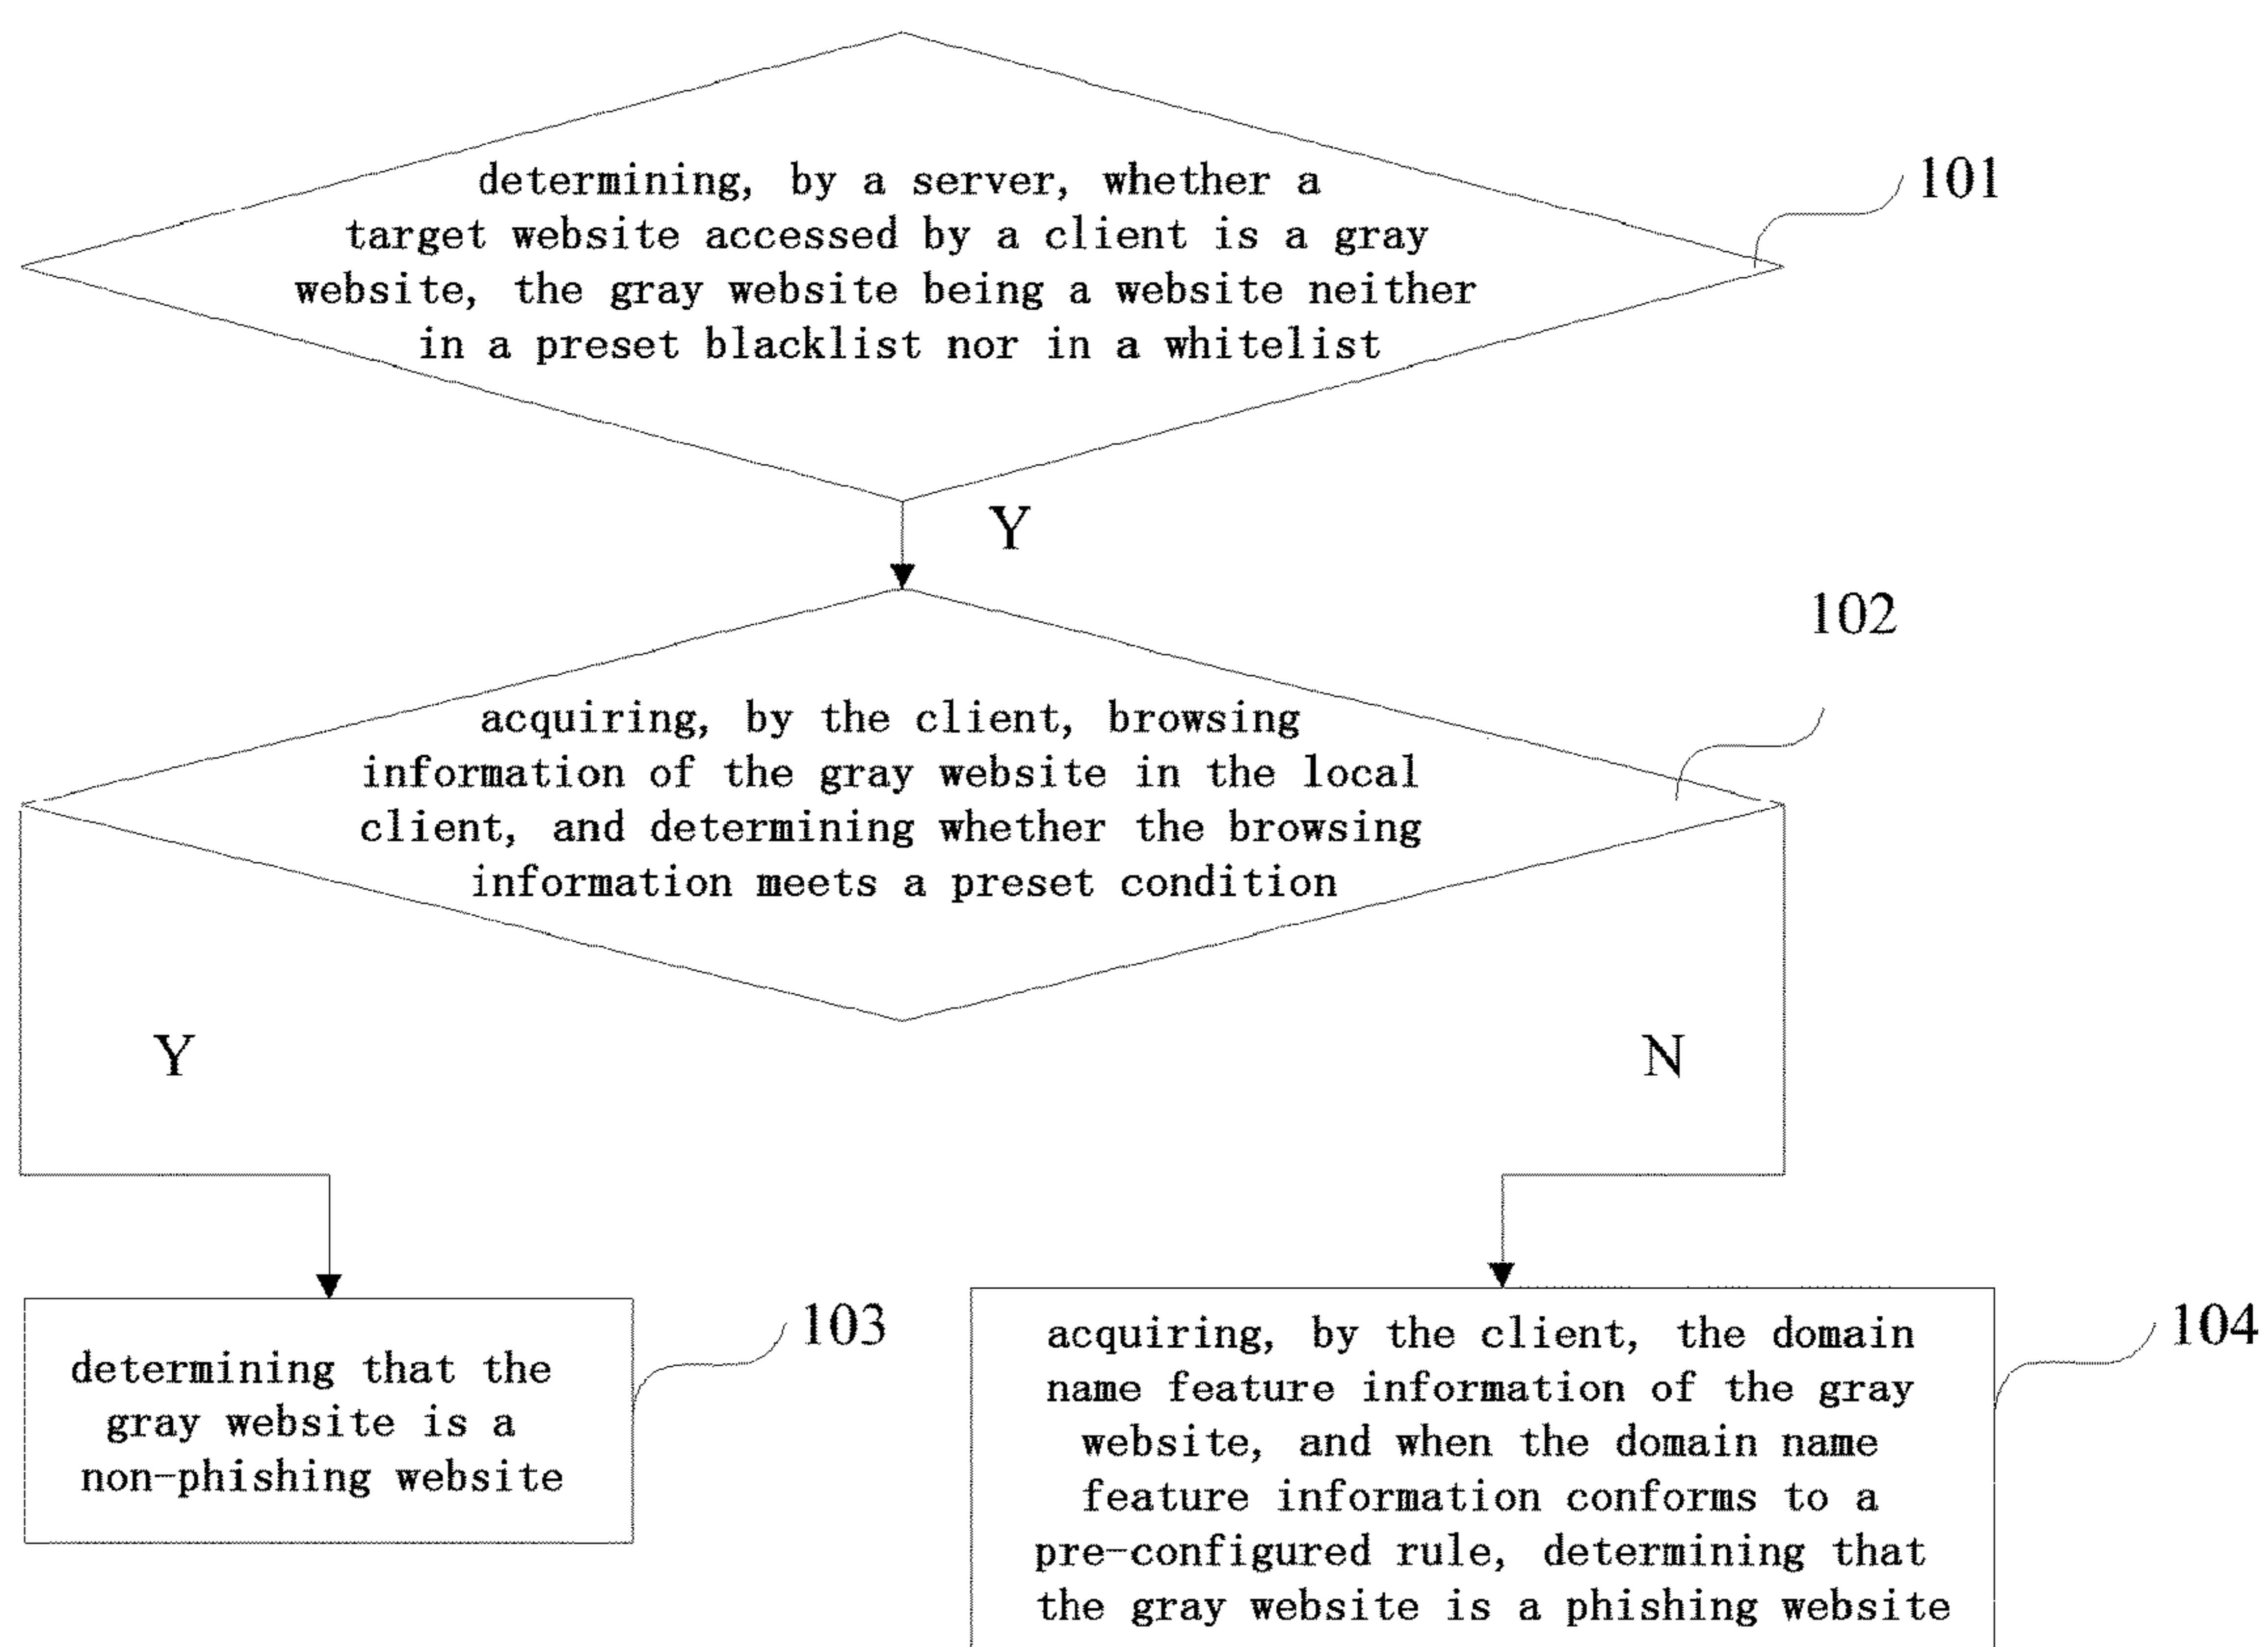 determining, by a server, whether a
target website accessed by a client is a gray
website, the gray website being a website neither
in a preset blacklist nor in a whitelist
101
Y
102
acquiring, by the client, browsing
information of the gray website in the local
client, and determining whether the browsing
information meets a preset condition
Y
N
determining that the
gray website is a
non-phishing website
103
acquiring, by the client, the domain
name feature information of the gray
website, and when the domain name
feature information conforms to a
pre-configured rule, determining that
the gray website is a phishing website
104